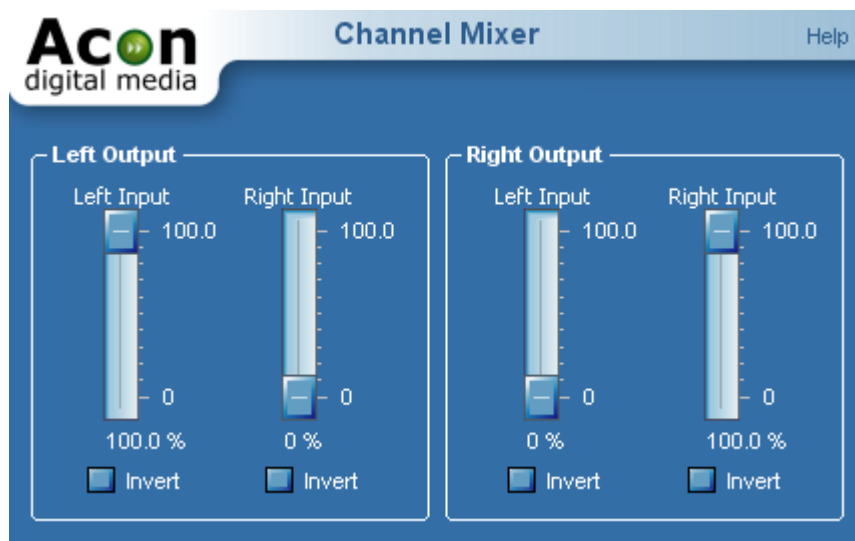 Acon
digital media
Channel Mixer
Help
Left Output
Left Input
Right Input
100.0
100.0
0
0
100.0 %
0 %
Invert
Invert
Right Output
Left Input
Right Input
100.0
100.0
0
0
0 %
100.0 %
Invert
Invert